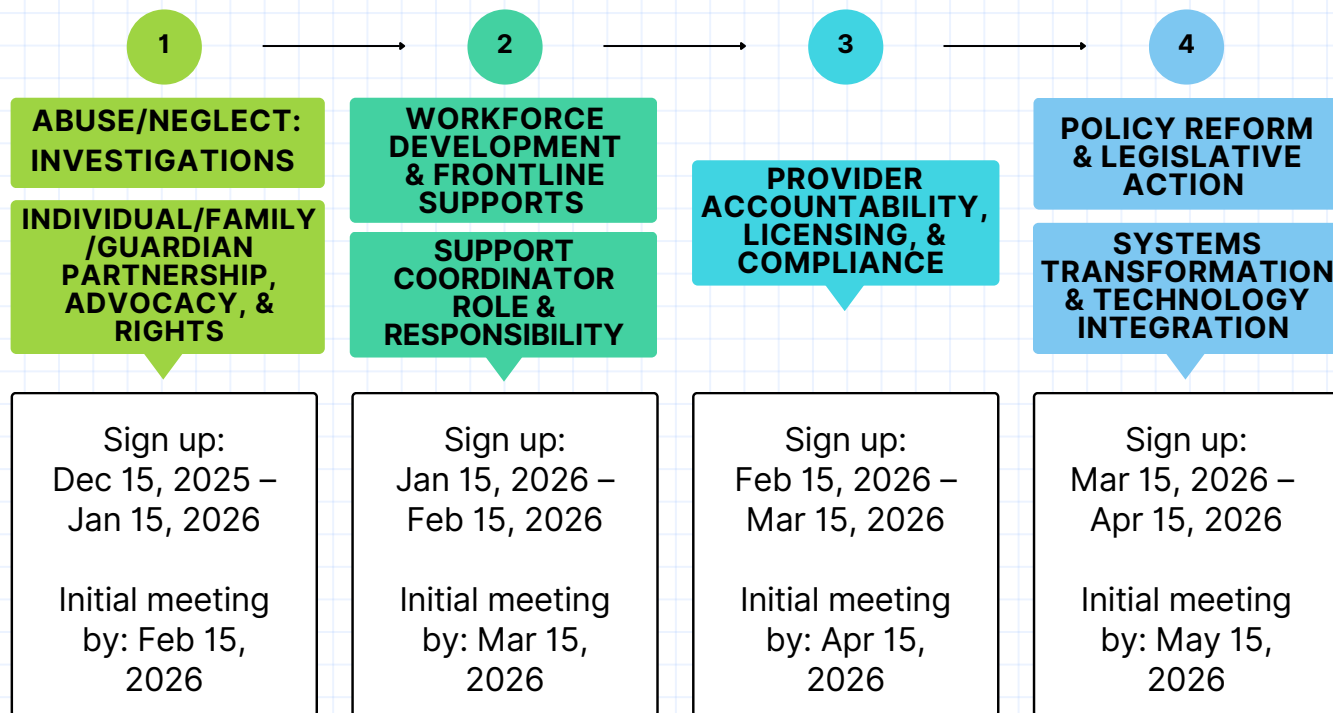 1
2
3
4
ABUSE/NEGLECT:
INVESTIGATIONS
INDIVIDUAL/FAMILY
/GUARDIAN
PARTNERSHIP,
ADVOCACY, &
RIGHTS
Sign up:
Dec 15, 2025 –
Jan 15, 2026
Initial meeting
by: Feb 15,
2026
WORKFORCE
DEVELOPMENT
& FRONTLINE
SUPPORTS
SUPPORT
COORDINATOR
ROLE &
RESPONSIBILITY
Sign up:
Jan 15, 2026 –
Feb 15, 2026
Initial meeting
by: Mar 15,
2026
PROVIDER
ACCOUNTABILITY,
LICENSING, &
COMPLIANCE
Sign up:
Feb 15, 2026 –
Mar 15, 2026
Initial meeting
by: Apr 15,
2026
POLICY REFORM
& LEGISLATIVE
ACTION
SYSTEMS
TRANSFORMATION
& TECHNOLOGY
INTEGRATION
Sign up:
Mar 15, 2026 –
Apr 15, 2026
Initial meeting
by: May 15,
2026